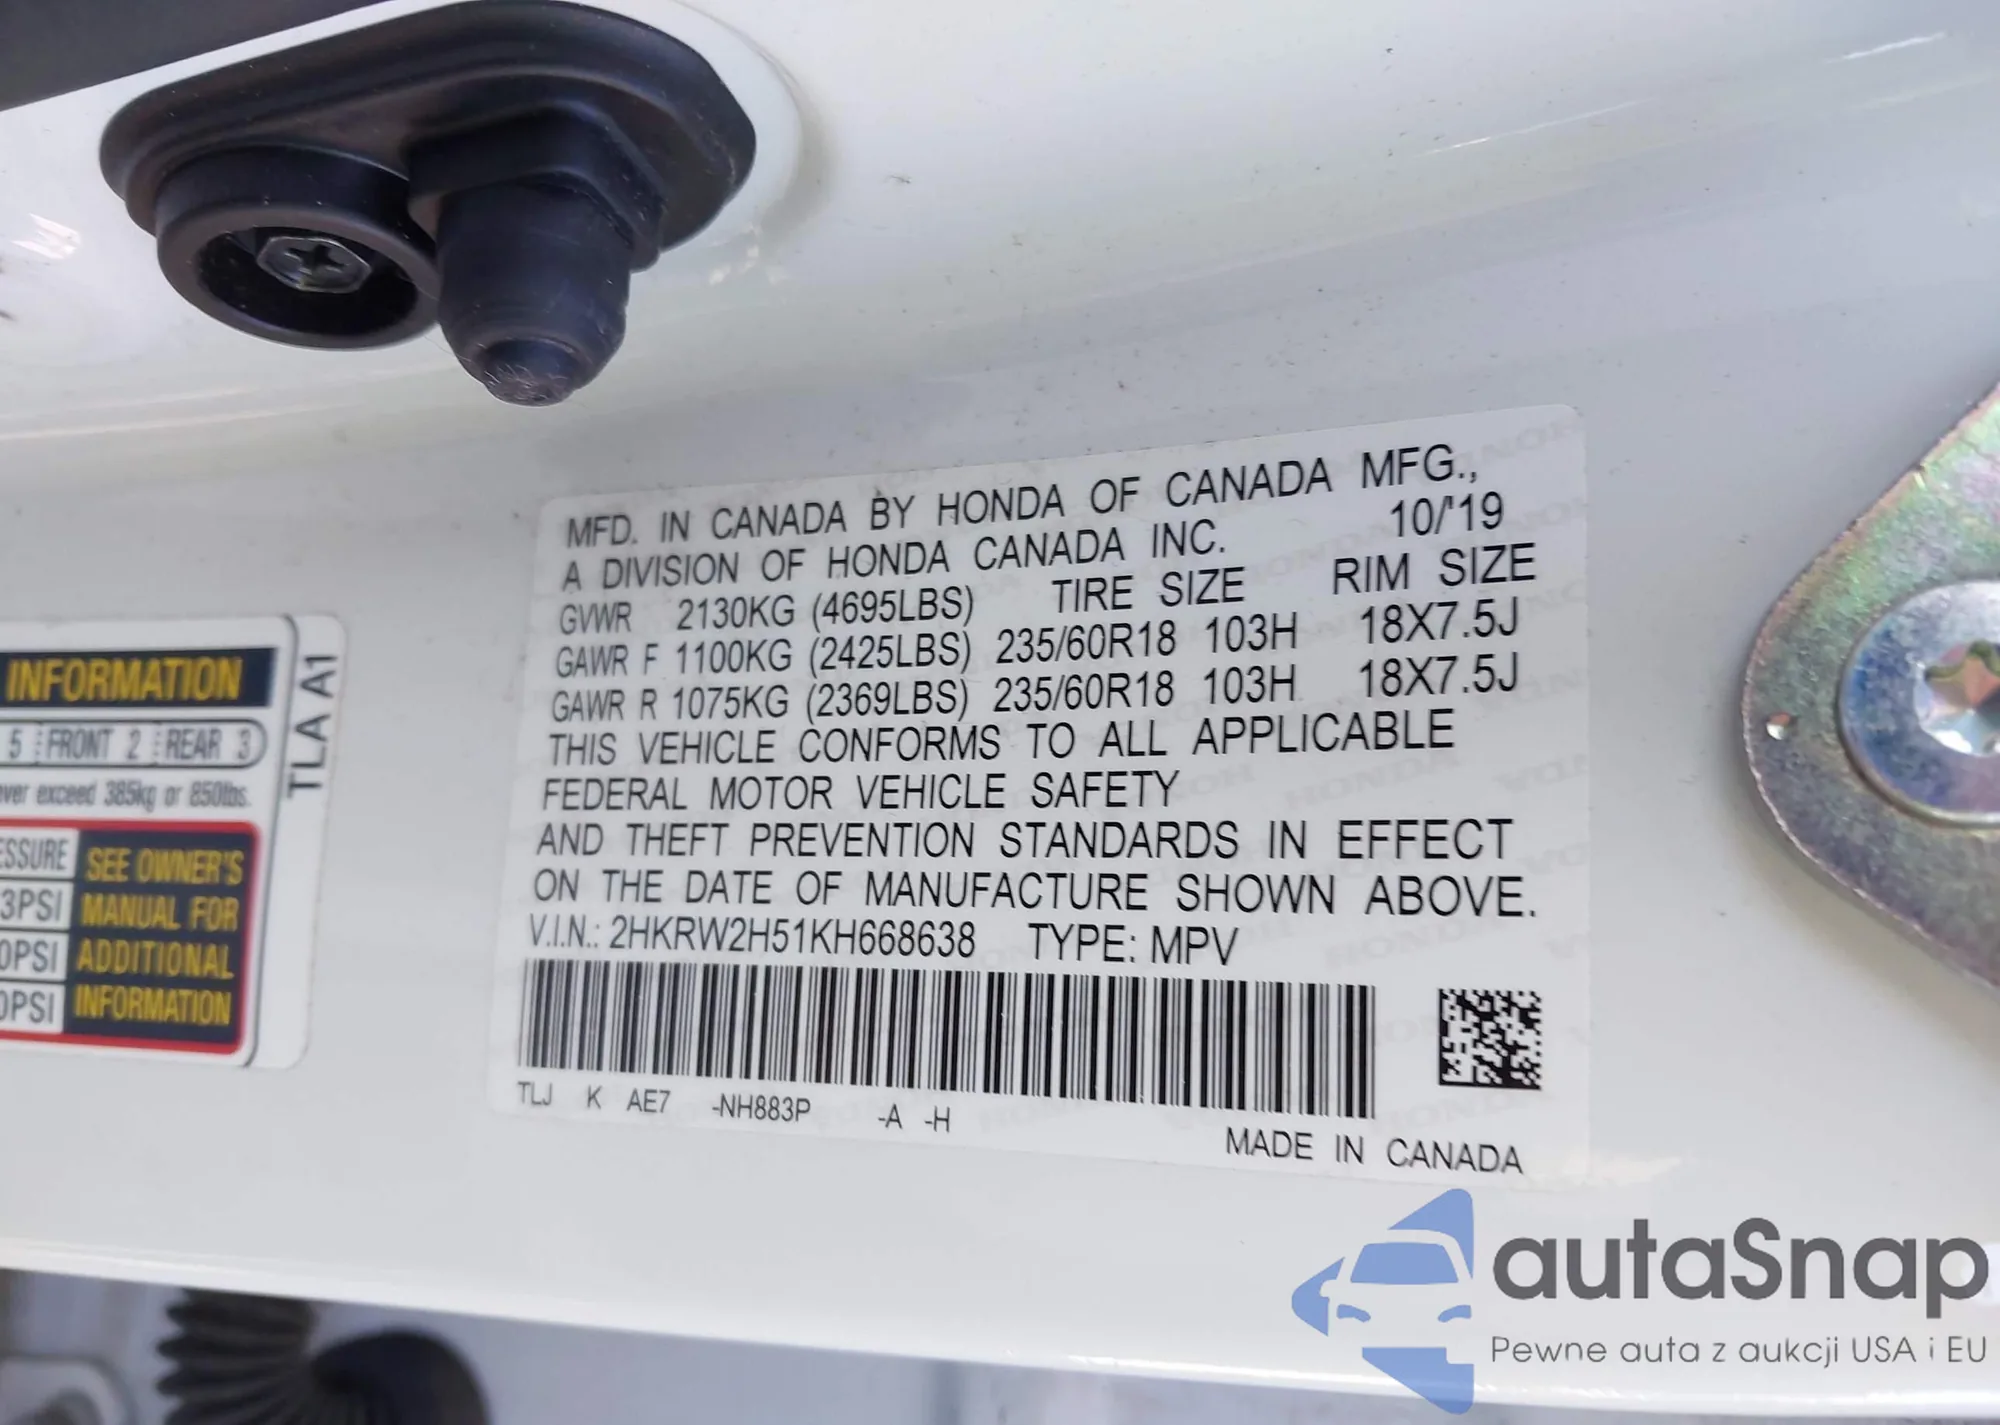 MFD. IN CANADA BY HONDA OF CANADA MFG.,
A DIVISION OF HONDA CANADA INC. 10/'19
GVWR 2130KG (4695LBS) TIRE SIZE RIM SIZE
GAWR F 1100KG (2425LBS) 235/60R18 103H 18X7.5J
GAWR R 1075KG (2369LBS) 235/60R18 103H 18X7.5J
THIS VEHICLE CONFORMS TO ALL APPLICABLE
FEDERAL MOTOR VEHICLE SAFETY
AND THEFT PREVENTION STANDARDS IN EFFECT
ON THE DATE OF MANUFACTURE SHOWN ABOVE.
V.I.N.: 2HKRW2H51KH668638 TYPE: MPV
TLJ K AE7 -NH883P -A -H
MADE IN CANADA
INFORMATION
5 FRONT 2 REAR 3
exceed 385kg or 850lbs.
SEE OWNER'S
MANUAL FOR
ADDITIONAL
INFORMATION
TLA A1
autaSnap
Pewne auta z aukcji USA i EU